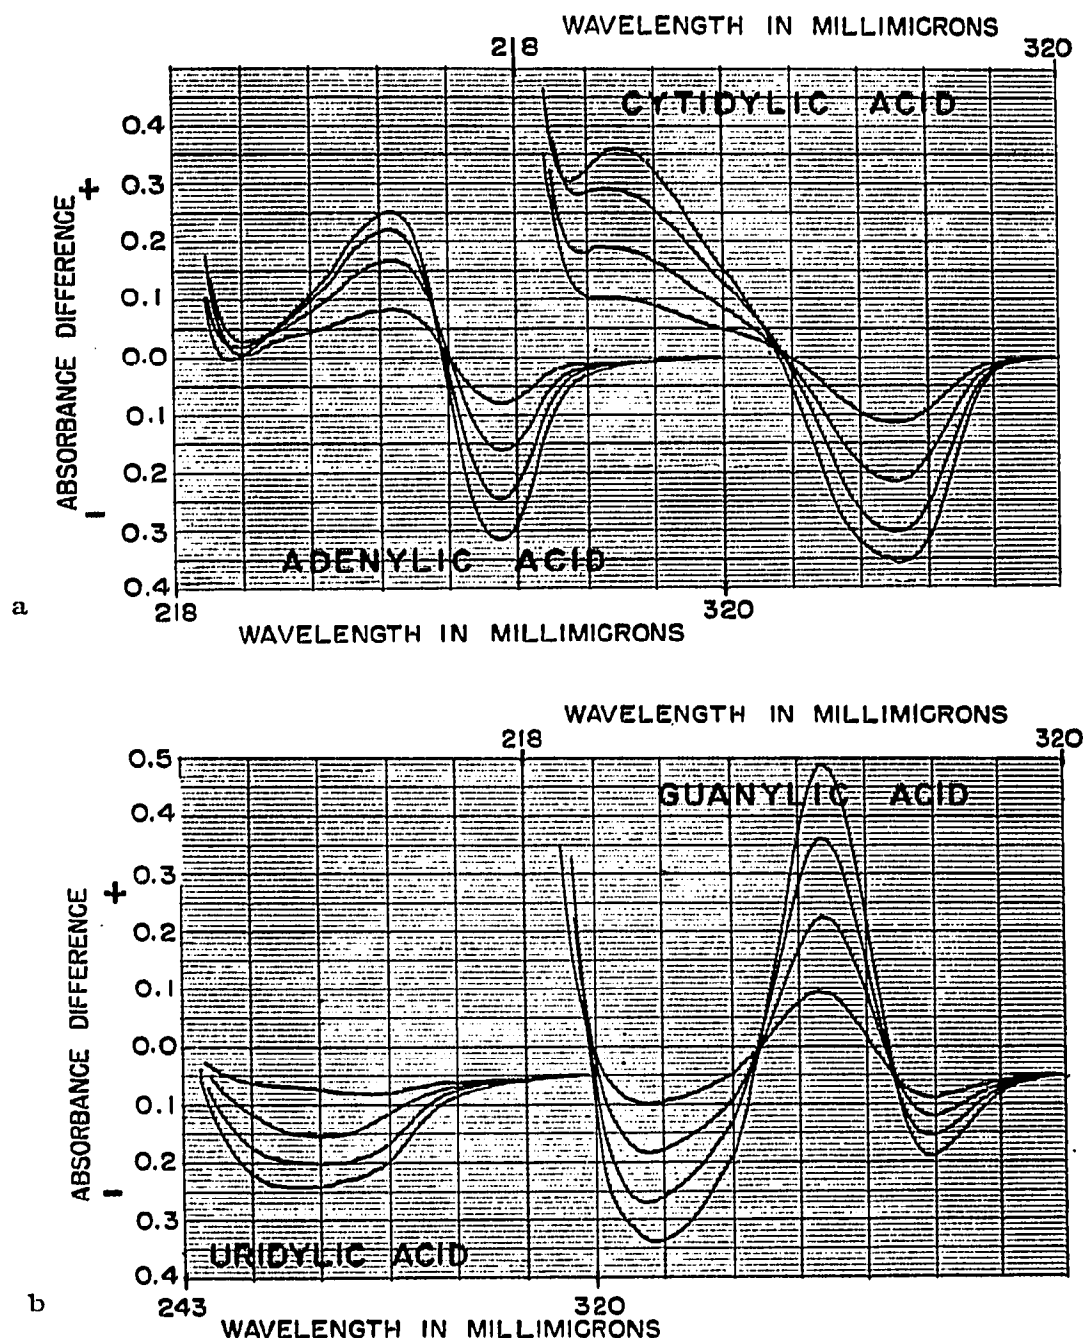 WAVELENGTH IN MILLIMICRONS
218 320
CYTIDYLIC ACID
0.4
0.3
+
0.2
0.1
0.0
0.1
0.2
0.3
-
0.4
ABSORBANCE DIFFERENCE
ADENYLIC ACID
a
218 320
WAVELENGTH IN MILLIMICRONS
WAVELENGTH IN MILLIMICRONS
218 320
0.5
GUANYLIC ACID
0.4
0.3
+
0.2
0.1
0.0
0.1
0.2
-
0.3
0.4
ABSORBANCE DIFFERENCE
URIDYLIC ACID
b
243 320
WAVELENGTH IN MILLIMICRONS